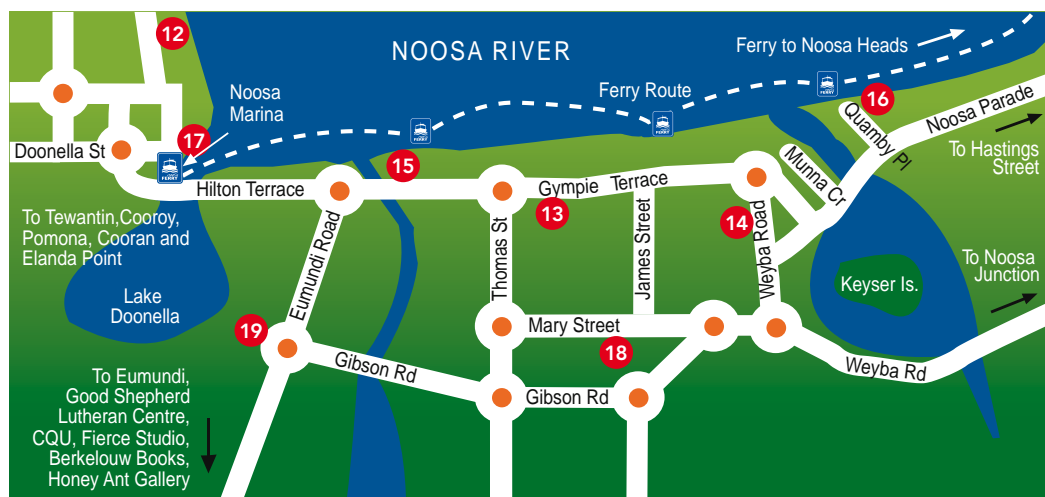 12
NOOSA RIVER
Ferry to Noosa Heads
Noosa
Marina
Ferry Route
16
Noosa Parade
Quamby Pl
To Hastings
Street
17
FERRY
FERRY
FERRY
FERRY
Doonella St
15
Munna Cr
Hilton Terrace
Gympie Terrace
13
14
To Tewantin,Cooroy,
Pomona, Cooran and
Elanda Point
Eumundi Road
Thomas St
James Street
Weyba Road
To Noosa
Junction
Keyser Is.
Lake
Doonella
19
Mary Street
18
Gibson Rd
Weyba Rd
Gibson Rd
To Eumundi,
Good Shepherd
Lutheran Centre,
CQU, Fierce Studio,
Berkelouw Books,
Honey Ant Gallery